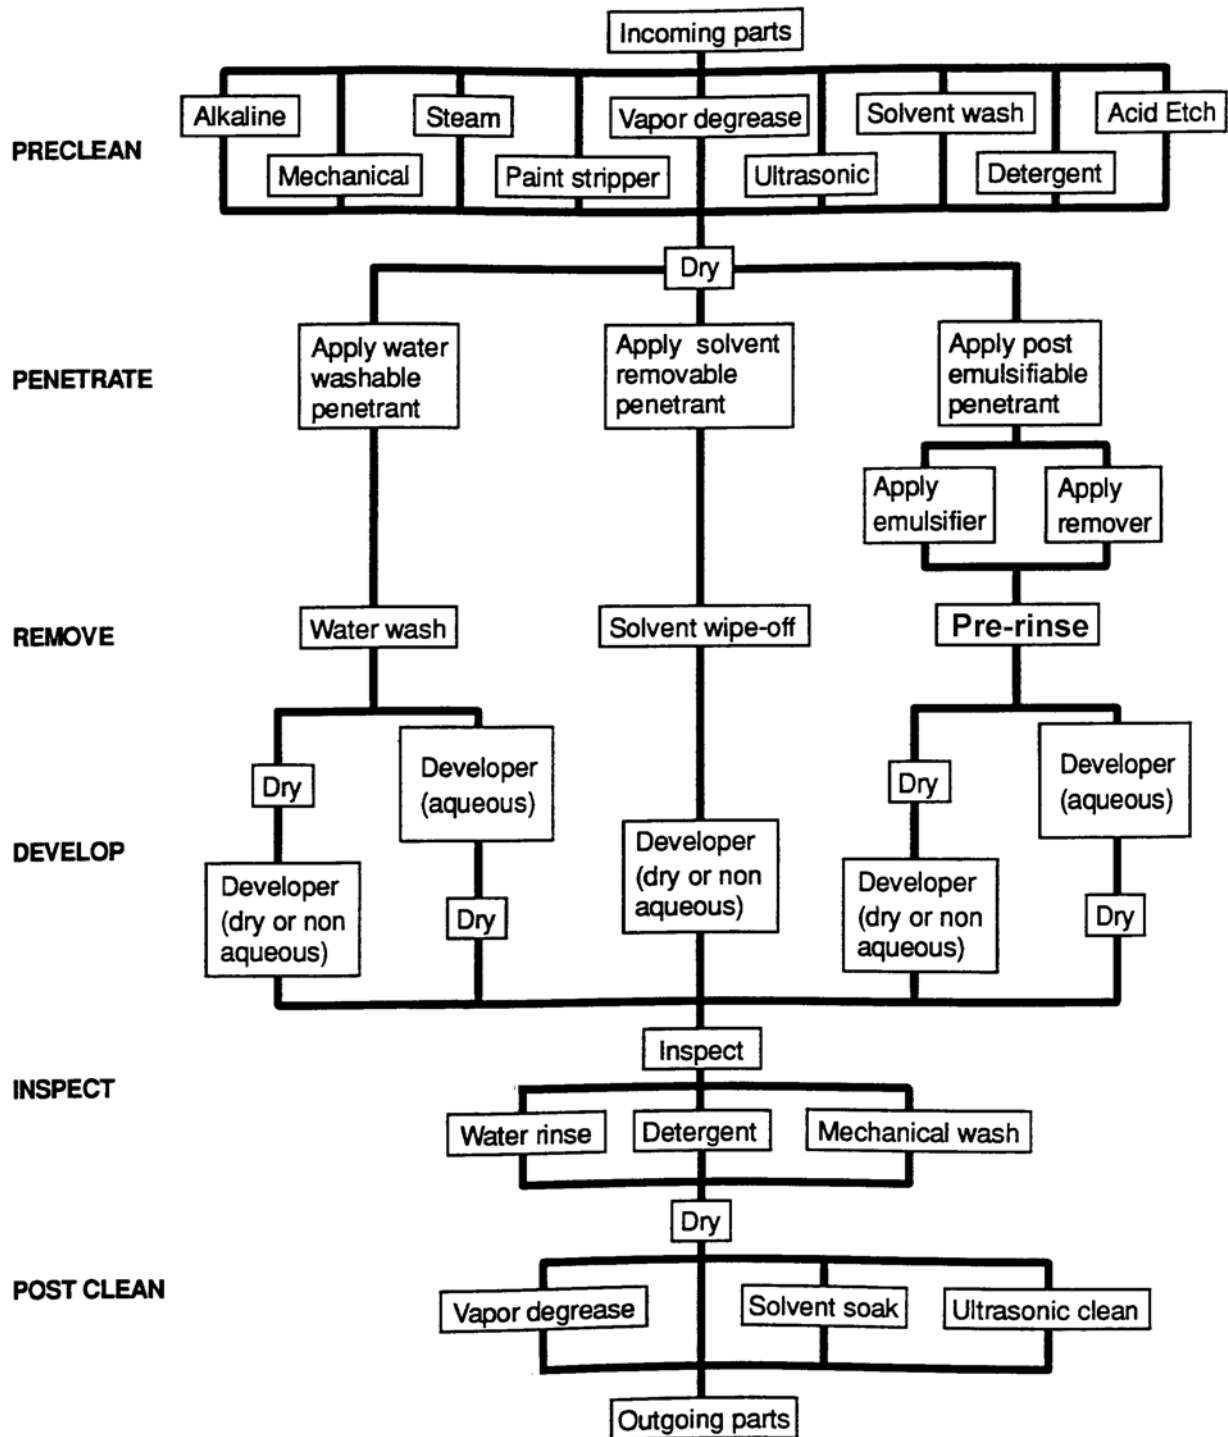 Incoming parts
Alkaline
Steam
Vapor degrease
Solvent wash
Acid Etch
PRECLEAN
Mechanical
Paint stripper
Ultrasonic
Detergent
Dry
PENETRATE
Apply water
washable
penetrant
Apply solvent
removable
penetrant
Apply post
emulsifiable
penetrant
Apply
emulsifier
Apply
remover
REMOVE
Water wash
Solvent wipe-off
Pre-rinse
DEVELOP
Dry
Developer
(aqueous)
Developer
(dry or non
aqueous)
Dry
Developer
(dry or non
aqueous)
Dry
Developer
(aqueous)
Developer
(dry or non
aqueous)
Dry
Inspect
INSPECT
Water rinse
Detergent
Mechanical wash
Dry
POST CLEAN
Vapor degrease
Solvent soak
Ultrasonic clean
Outgoing parts